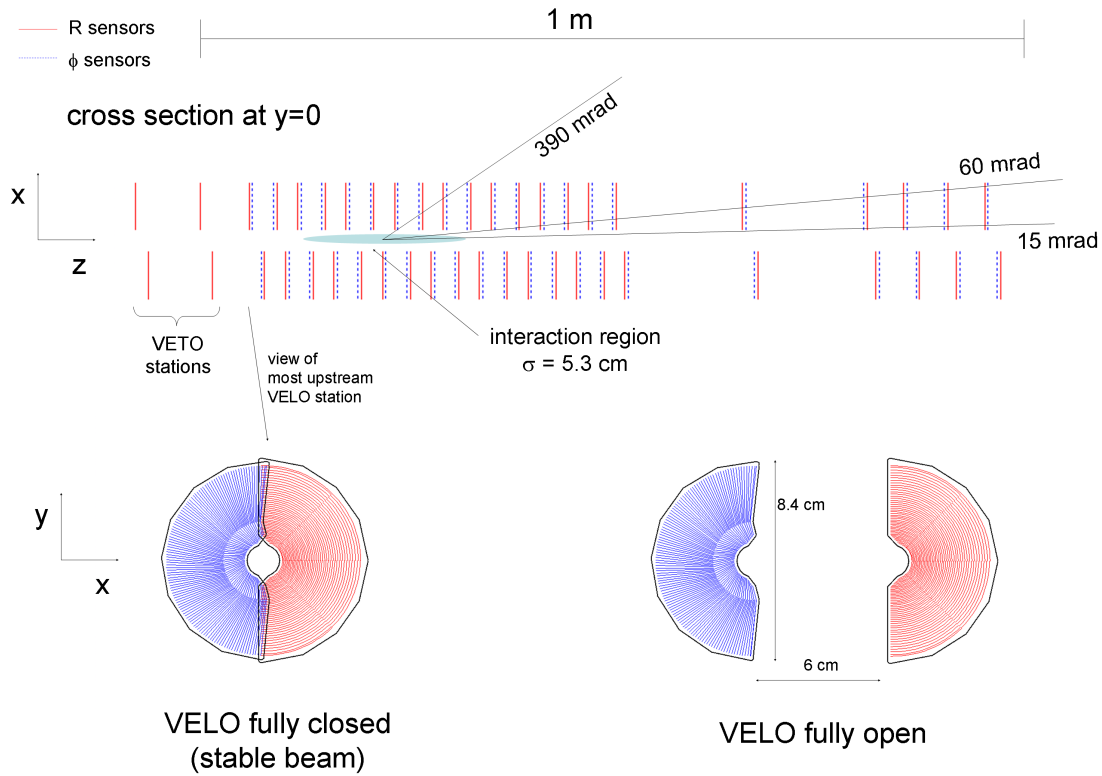 R sensors
ϕ sensors
1 m
cross section at y=0
390 mrad
60 mrad
15 mrad
x
z
VETO
stations
interaction region
σ = 5.3 cm
view of
most upstream
VELO station
y
x
8.4 cm
6 cm
VELO fully closed
(stable beam)
VELO fully open